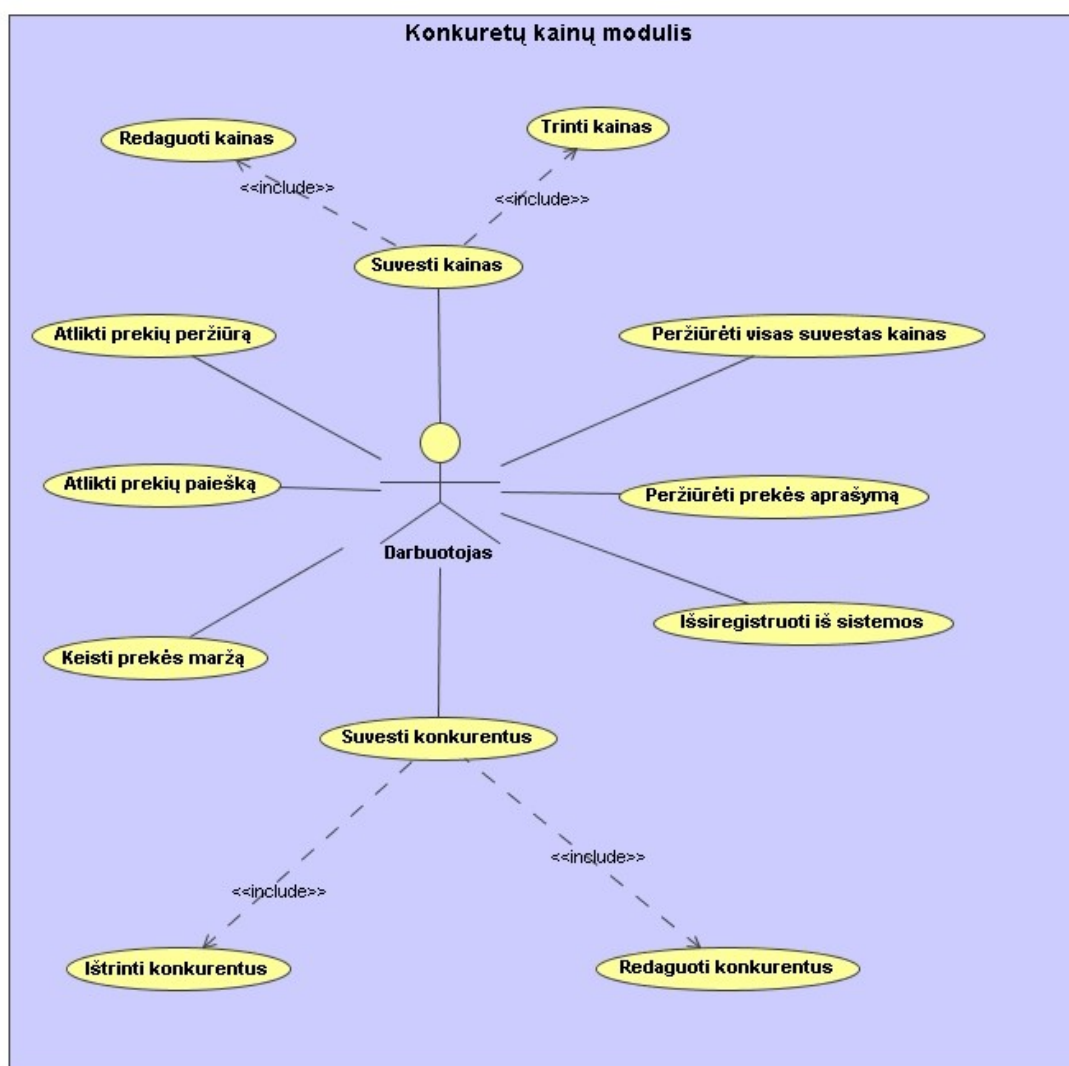 Konkuretų kainų modulis
Redaguoti kainas
Trinti kainas
<<include>>
<<include>>
Suvesti kainas
Atlikti prekių peržiūrą
Peržiūrėti visas suvestas kainas
Atlikti prekių paiešką
Peržiūrėti prekės aprašymą
Darbuotojas
Išsiregistruoti iš sistemos
Keisti prekės maržą
Suvesti konkurentus
<<include>>
<<include>>
Ištrinti konkurentus
Redaguoti konkurentus